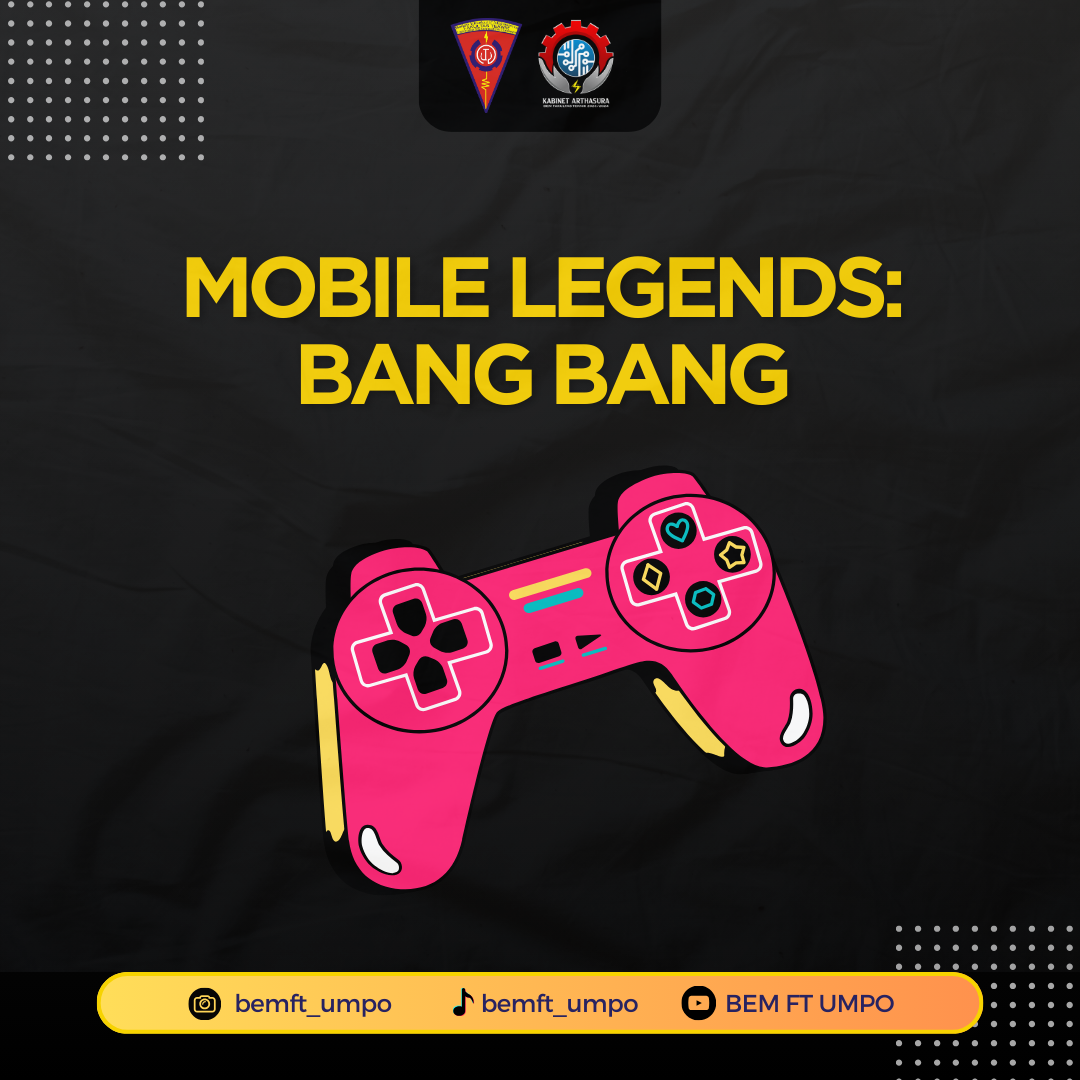 KABINET ARTHASURA
MOBILE LEGENDS:
BANG BANG
bemft_umpo
bemft_umpo
BEM FT UMPO